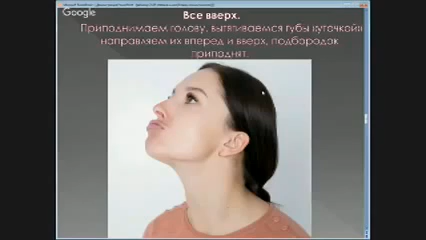 Google
Все вверх.
Приподнимаем голову, вытягиваемся губы «уточкой»
направляем их вперед и вверх, подбородок
приподнят.